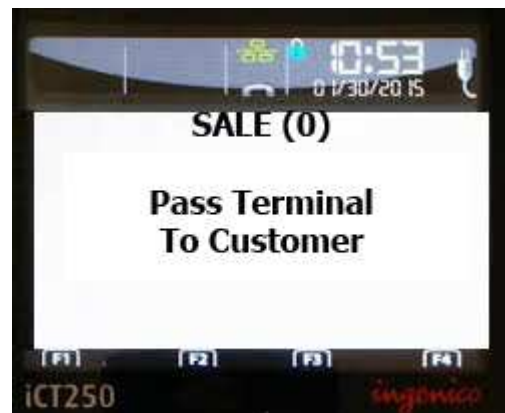 10:53
01/30/2015
SALE (0)
Pass Terminal
To Customer
F1 F2 F3 F4
iCT250 ingenico